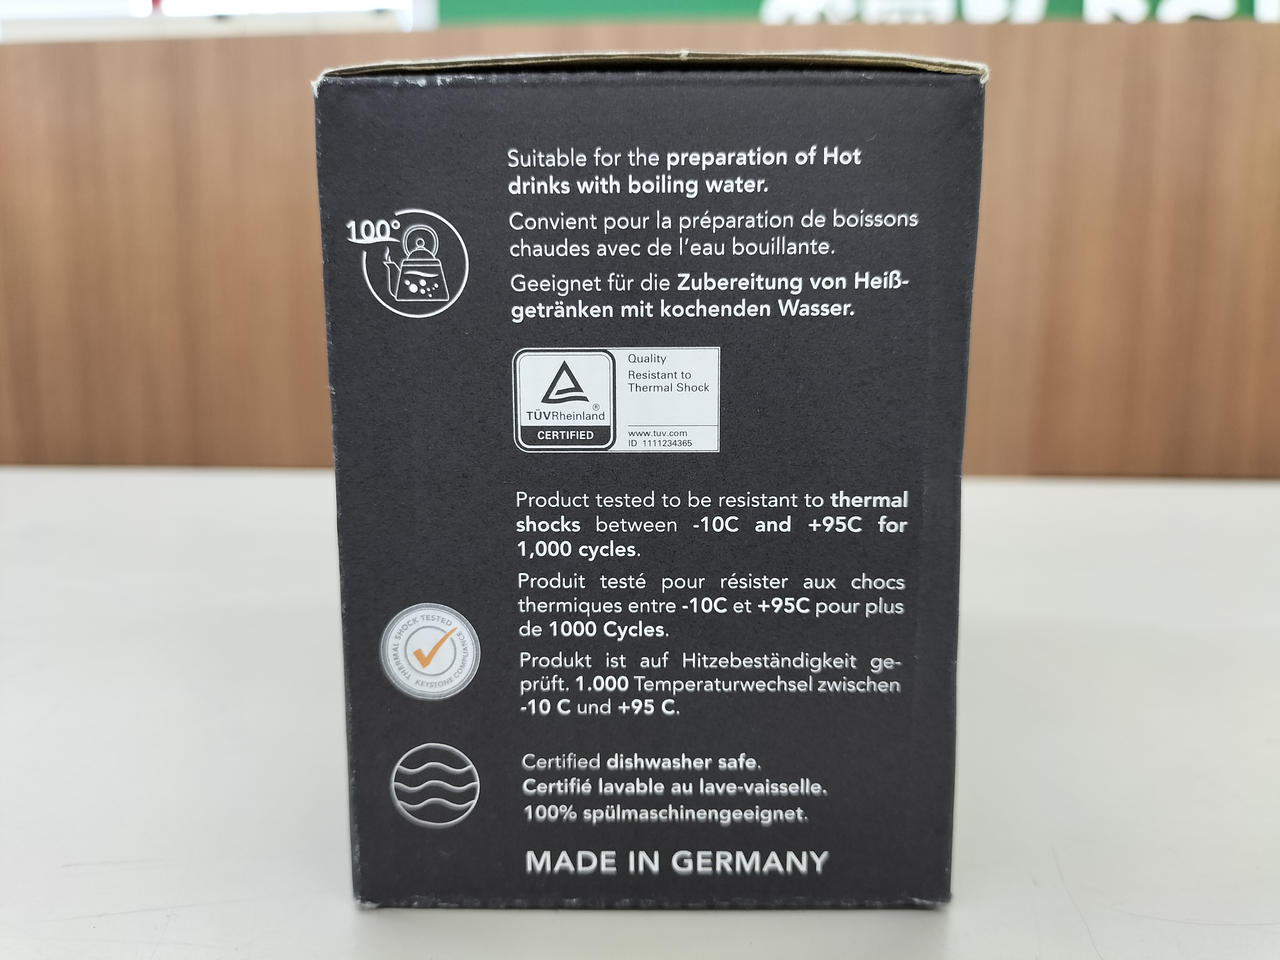 Suitable for the preparation of Hot
drinks with boiling water.
100°
Convient pour la préparation de boissons
chaudes avec de l'eau bouillante.
Geeignet für die Zubereitung von Heiß-
getränken mit kochenden Wasser.
TÜVRheinland®
CERTIFIED
Quality
Resistant to
Thermal Shock
www.tuv.com
ID 1111234365
Product tested to be resistant to thermal
shocks between -10C and +95C for
1,000 cycles.
Produit testé pour résister aux chocs
thermiques entre -10C et +95C pour plus
de 1000 Cycles.
THERMAL SHOCK TESTED
KEYSTONE COMPLIANCE
Produkt ist auf Hitzebeständigkeit ge-
prüft. 1.000 Temperaturwechsel zwischen
-10 C und +95 C.
Certified dishwasher safe.
Certifié lavable au lave-vaisselle.
100% spülmaschinengeeignet.
MADE IN GERMANY